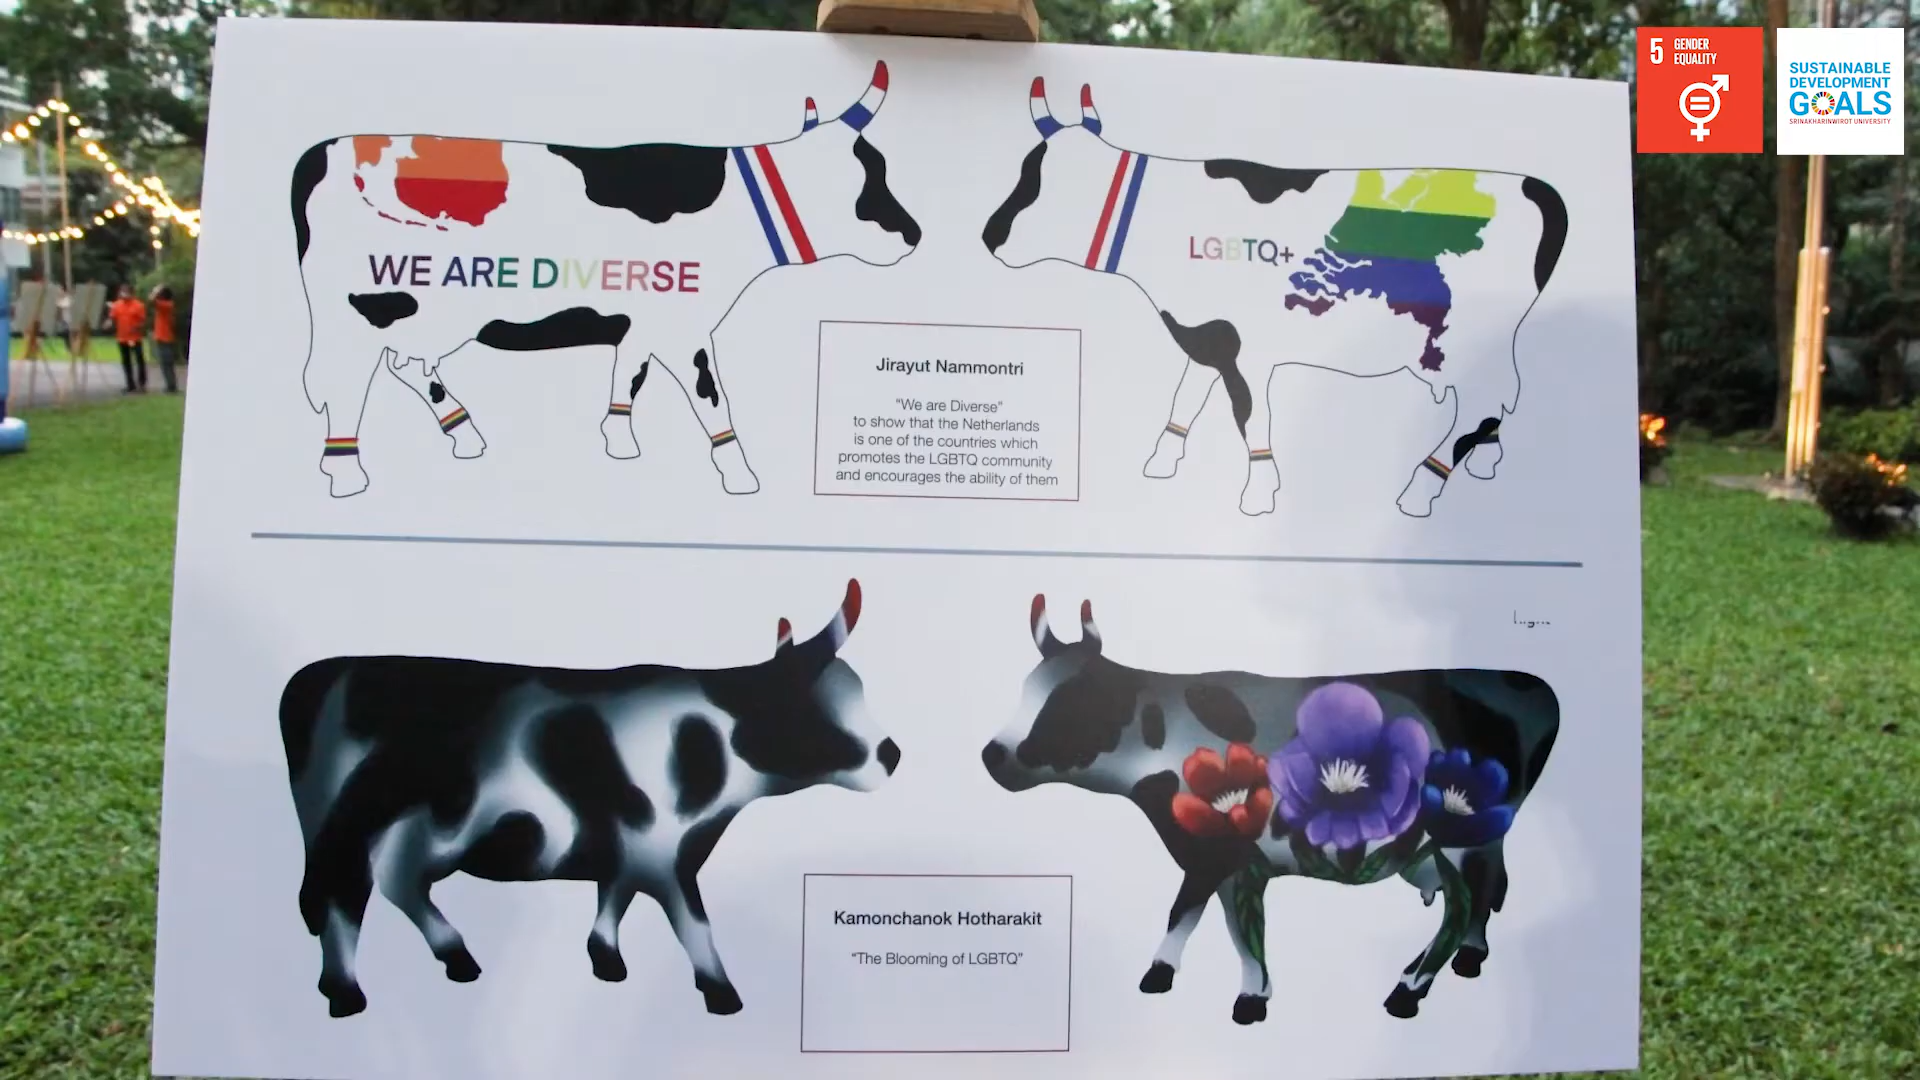 5 GENDER
EQUALITY
SUSTAINABLE
DEVELOPMENT
GOALS
SRINAKHARINWIROT UNIVERSITY
WE ARE DIVERSE
LGBTQ+
Jirayut Nammontri
“We are Diverse”
to show that the Netherlands
is one of the countries which
promotes the LGBTQ community
and encourages the ability of them
Kamonchanok Hotharakit
“The Blooming of LGBTQ”